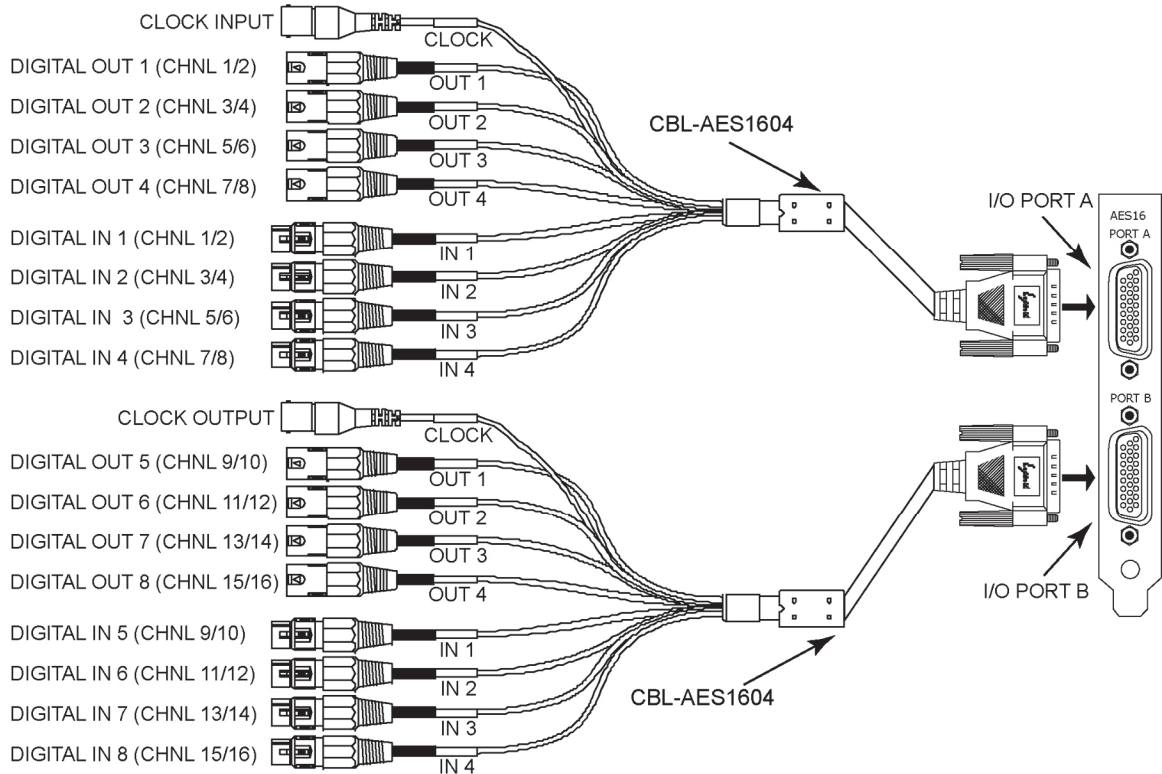 CLOCK INPUT
CLOCK
DIGITAL OUT 1 (CHNL 1/2)
OUT 1
DIGITAL OUT 2 (CHNL 3/4)
OUT 2
DIGITAL OUT 3 (CHNL 5/6)
OUT 3
DIGITAL OUT 4 (CHNL 7/8)
OUT 4
DIGITAL IN 1 (CHNL 1/2)
IN 1
DIGITAL IN 2 (CHNL 3/4)
IN 2
DIGITAL IN 3 (CHNL 5/6)
IN 3
DIGITAL IN 4 (CHNL 7/8)
IN 4
CBL-AES1604
I/O PORT A
AES16
PORT A
CLOCK OUTPUT
CLOCK
DIGITAL OUT 5 (CHNL 9/10)
OUT 1
DIGITAL OUT 6 (CHNL 11/12)
OUT 2
DIGITAL OUT 7 (CHNL 13/14)
OUT 3
DIGITAL OUT 8 (CHNL 15/16)
OUT 4
DIGITAL IN 5 (CHNL 9/10)
IN 1
DIGITAL IN 6 (CHNL 11/12)
IN 2
DIGITAL IN 7 (CHNL 13/14)
IN 3
DIGITAL IN 8 (CHNL 15/16)
IN 4
CBL-AES1604
PORT B
I/O PORT B